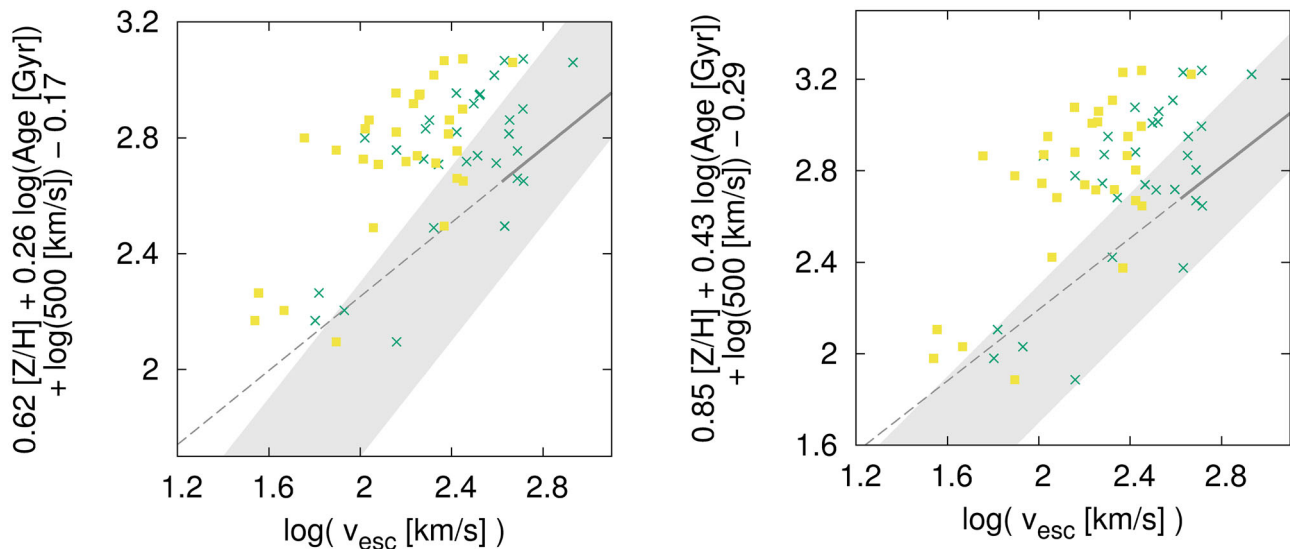 0.62 [Z/H] + 0.26 log(Age [Gyr])
+ log(500 [km/s]) − 0.17
3.2
2.8
2.4
2
1.2 1.6 2 2.4 2.8
log( vesc [km/s] )
0.85 [Z/H] + 0.43 log(Age [Gyr])
+ log(500 [km/s]) − 0.29
3.2
2.8
2.4
2
1.6
1.2 1.6 2 2.4 2.8
log( vesc [km/s] )